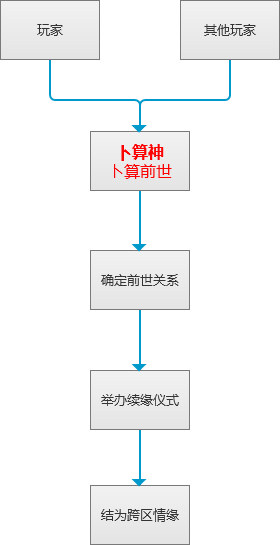 玩家
其他玩家
卜算神
卜算前世
确定前世关系
举办续缘仪式
结为跨区情缘